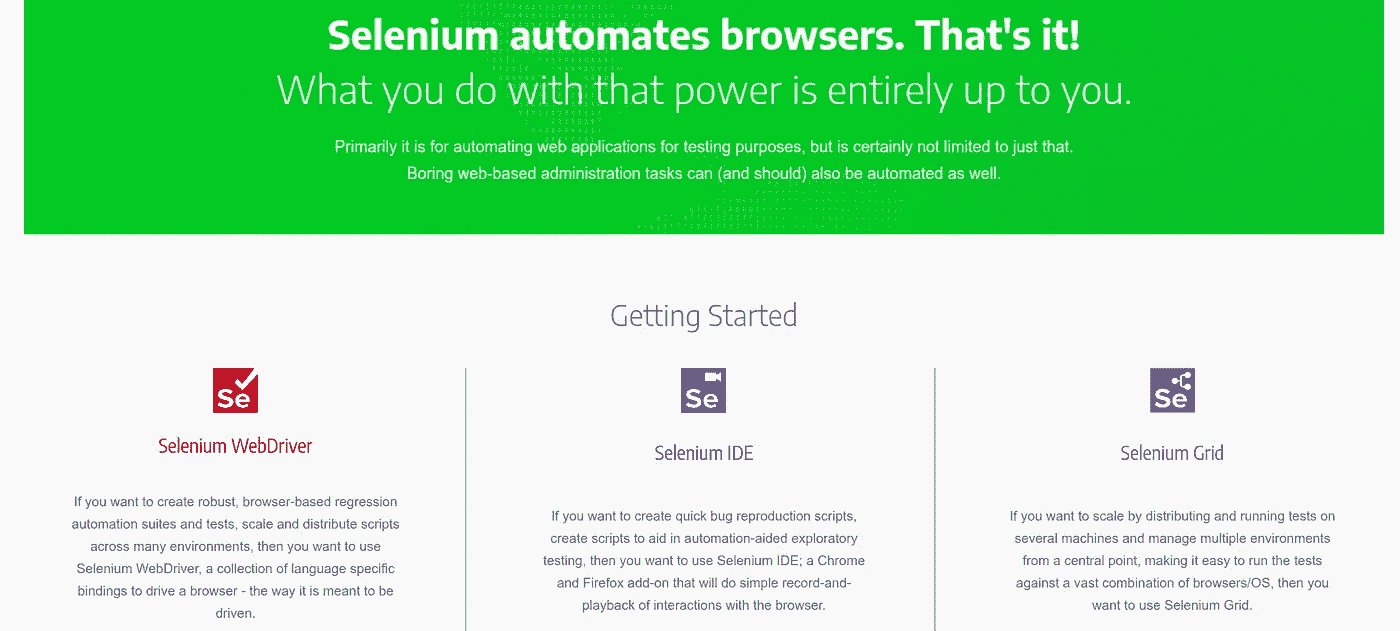 Selenium automates browsers. That's it!
What you do with that power is entirely up to you.
Primarily it is for automating web applications for testing purposes, but is certainly not limited to just that.
Boring web-based administration tasks can (and should) also be automated as well.
Getting Started
Se
Selenium WebDriver
If you want to create robust, browser-based regression
automation suites and tests, scale and distribute scripts
across many environments, then you want to use
Selenium WebDriver, a collection of language specific
bindings to drive a browser - the way it is meant to be
driven.
Se
Selenium IDE
If you want to create quick bug reproduction scripts,
create scripts to aid in automation-aided exploratory
testing, then you want to use Selenium IDE; a Chrome
and Firefox add-on that will do simple record-and-
playback of interactions with the browser.
Se
Selenium Grid
If you want to scale by distributing and running tests on
several machines and manage multiple environments
from a central point, making it easy to run the tests
against a vast combination of browsers/OS, then you
want to use Selenium Grid.